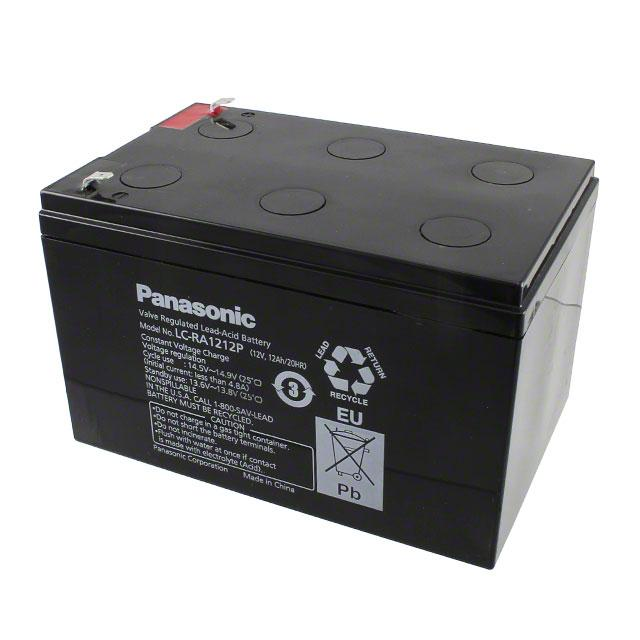 Panasonic
Valve Regulated Lead-Acid Battery
Model No. LC-RA1212P (12V, 12Ah/20HR)
Constant Voltage Charge
Cycle use : 14.5V~14.9V (25°C)
Initial current: less than 4.8A)
Standby use: 13.6V~13.8V (25°C)
NONSPILLABLE
IN THE U.S.A. CALL 1-800-SAV-LEAD
BATTERY MUST BE RECYCLED.
CAUTION
•Do not charge in a gas tight container.
•Do not short the battery terminals.
•Do not incinerate.
•Flush with water at once if contact
is made with electrolyte (Acid).
Panasonic Corporation Made in China
3
LEAD
RETURN
RECYCLE
EU
Pb